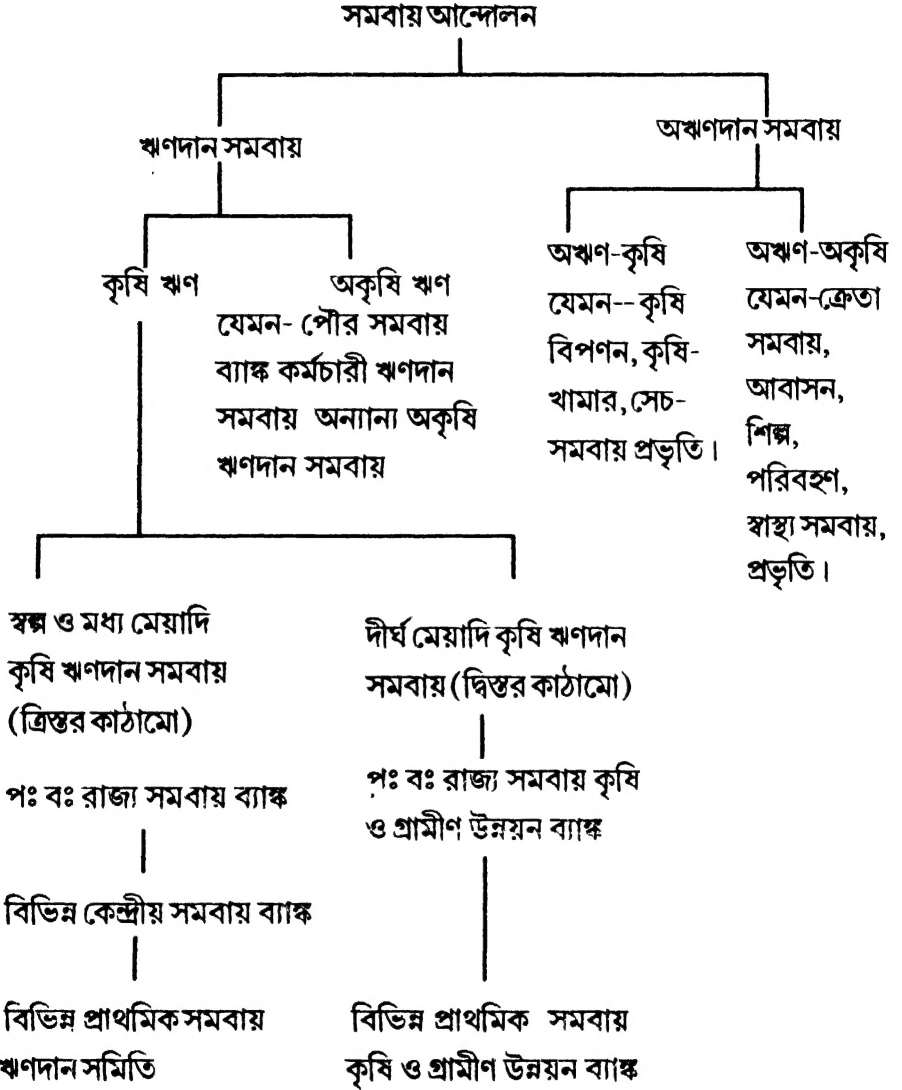 সমবায় আন্দোলন
ঋণদান সমবায়
অঋণদান সমবায়
কৃষি ঋণ
অকৃষি ঋণ
যেমন- পৌর সমবায়
ব্যাঙ্ক কর্মচারী ঋণদান
সমবায় অন্যান্য অকৃষি
ঋণদান সমবায়
অঋণ-কৃষি
যেমন-- কৃষি
বিপণন, কৃষি-
খামার, সেচ-
সমবায় প্রভৃতি।
অঋণ-অকৃষি
যেমন-ক্রেতা
সমবায়,
আবাসন,
শিল্প,
পরিবহণ,
স্বাস্থ্য সমবায়,
প্রভৃতি।
স্বল্প ও মধ্য মেয়াদি
কৃষি ঋণদান সমবায়
(ত্রিস্তর কাঠামো)
পঃ বঃ রাজ্য সমবায় ব্যাঙ্ক
বিভিন্ন কেন্দ্রীয় সমবায় ব্যাঙ্ক
বিভিন্ন প্রাথমিক সমবায়
ঋণদান সমিতি
দীর্ঘ মেয়াদি কৃষি ঋণদান
সমবায় (দ্বিস্তর কাঠামো)
পঃ বঃ রাজ্য সমবায় কৃষি
ও গ্রামীণ উন্নয়ন ব্যাঙ্ক
বিভিন্ন প্রাথমিক সমবায়
কৃষি ও গ্রামীণ উন্নয়ন ব্যাঙ্ক